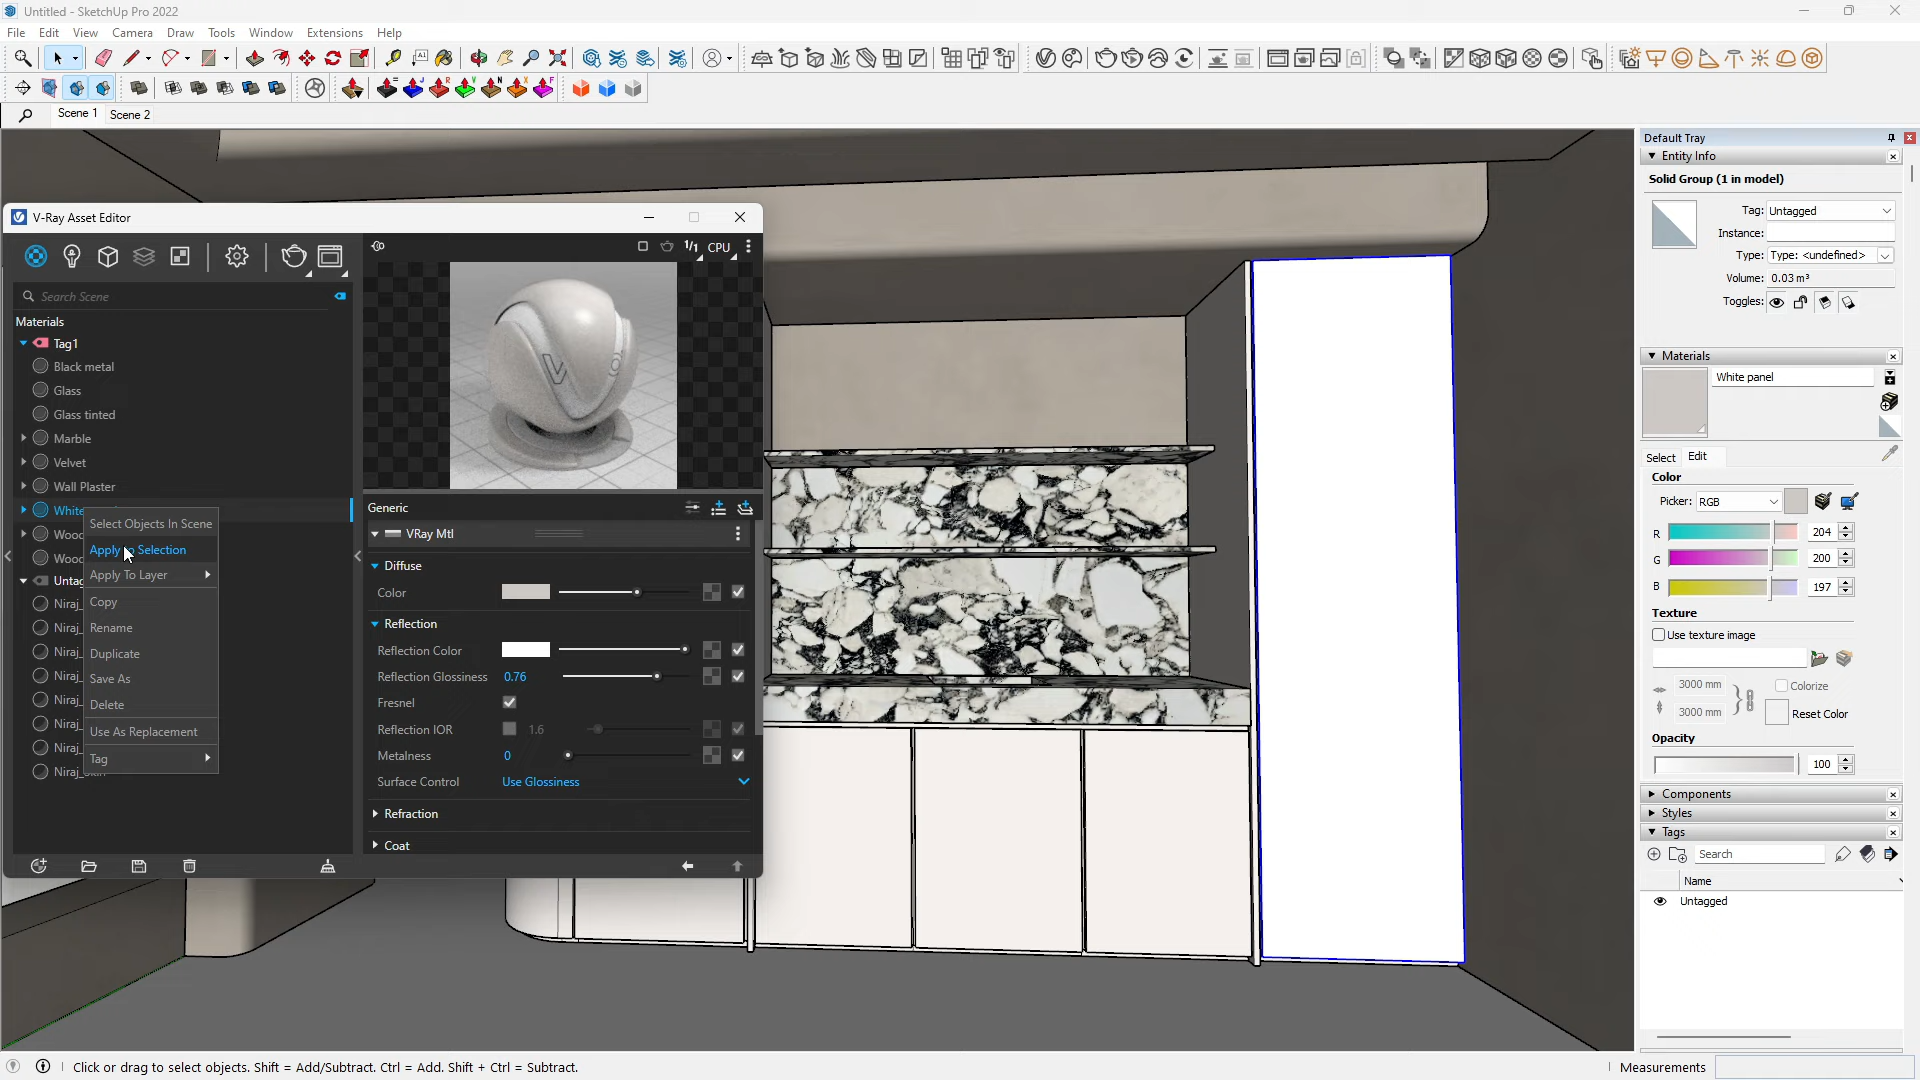 Untitled - SketchUp Pro 2022
File Edit View Camera Draw Tools Window Extensions Help
Scene 1 Scene 2
V-Ray Asset Editor
Search Scene
Materials
Tag1
Black metal
Glass
Glass tinted
Marble
Velvet
Wall Plaster
White
Select Objects In Scene
Apply To Selection
Apply To Layer
Copy
Rename
Duplicate
Save As
Delete
Use As Replacement
Tag
1/1 CPU
Generic
VRay Mtl
Diffuse
Color
Reflection
Reflection Color
Reflection Glossiness 0.76
Fresnel
Reflection IOR 1.6
Metalness 0
Surface Control Use Glossiness
Refraction
Coat
Default Tray
Entity Info
Solid Group (1 in model)
Tag: Untagged
Instance:
Type: Type: <undefined>
Volume: 0.03 m³
Toggles:
Materials
White panel
Select Edit
Color
Picker: RGB
R 204
G 200
B 197
Texture
Use texture image
3000 mm
Colorize
3000 mm
Reset Color
Opacity
100
Components
Styles
Tags
Search
Name
Untagged
Click or drag to select objects. Shift = Add/Subtract. Ctrl = Add. Shift + Ctrl = Subtract.
Measurements